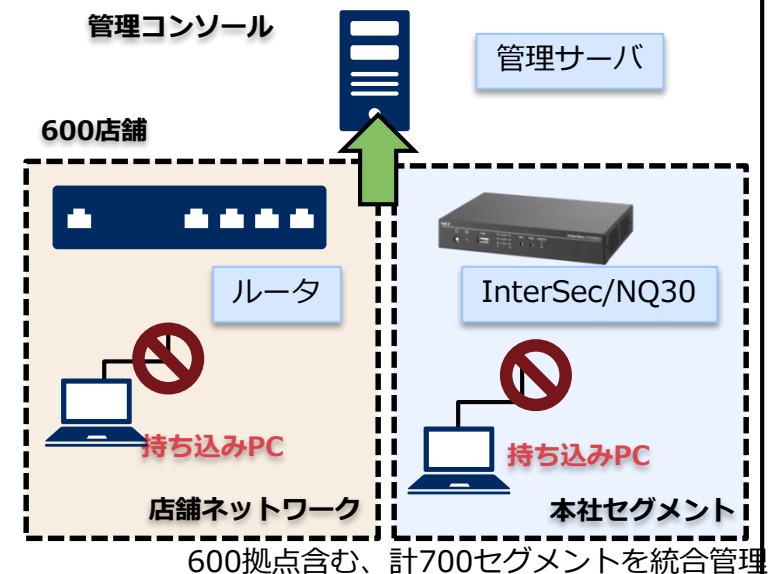 管理コンソール
管理サーバ
600店舗
ルータ
InterSec/NQ30
持ち込みPC
持ち込みPC
店舗ネットワーク
本社セグメント
600拠点含む、計700セグメントを統合管理